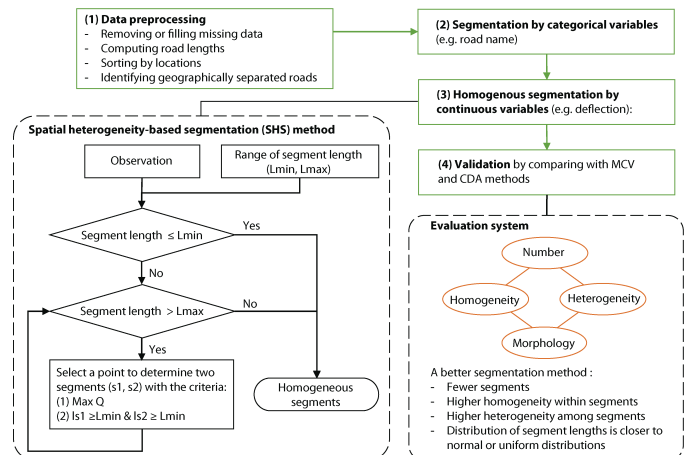 (1) Data preprocessing
- Removing or filling missing data
- Computing road lengths
- Sorting by locations
- Identifying geographically separated roads
(2) Segmentation by categorical variables
(e.g. road name)
(3) Homogenous segmentation by
continuous variables (e.g. deflection):
(4) Validation by comparing with MCV
and CDA methods
Spatial heterogeneity-based segmentation (SHS) method
Observation
Range of segment length
(Lmin, Lmax)
Segment length ≤ Lmin
Yes
No
Segment length > Lmax
No
Yes
Select a point to determine two
segments (s1, s2) with the criteria:
(1) Max Q
(2) ls1 ≥Lmin & ls2 ≥ Lmin
Homogeneous
segments
Evaluation system
Number
Homogeneity
Heterogeneity
Morphology
A better segmentation method :
- Fewer segments
- Higher homogeneity within segments
- Higher heterogeneity among segments
- Distribution of segment lengths is closer to
normal or uniform distributions